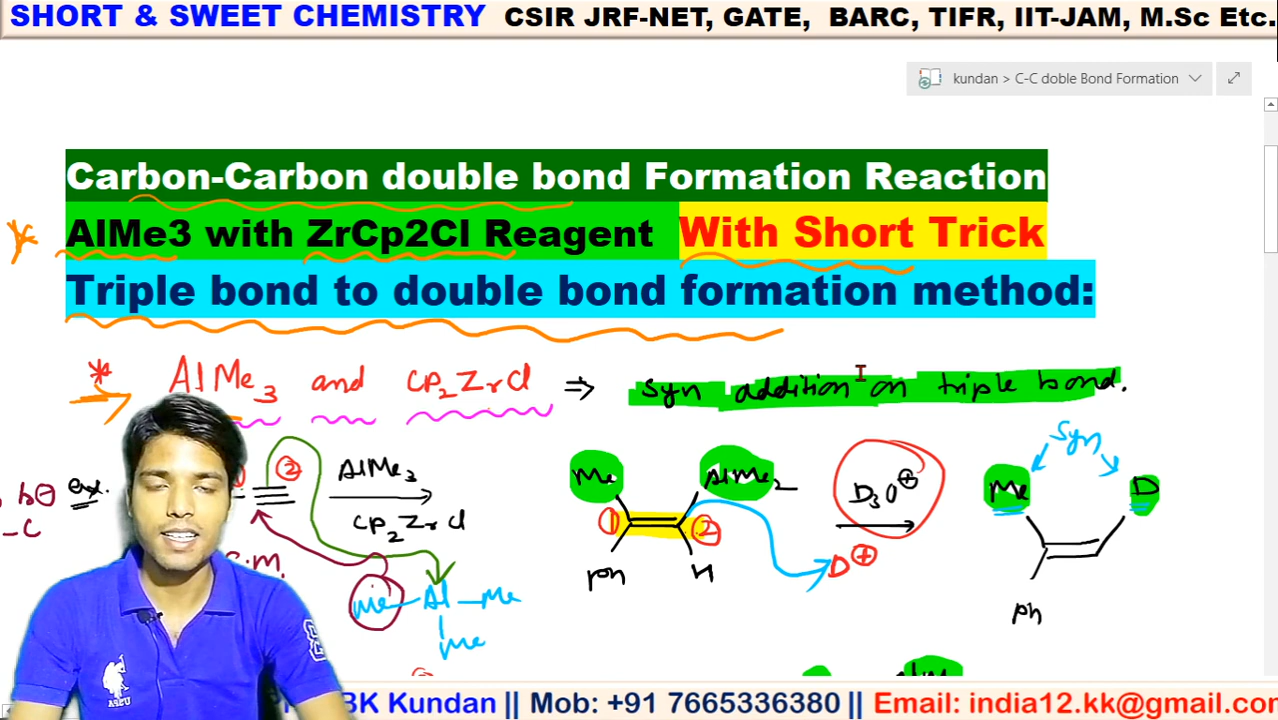 SHORT & SWEET CHEMISTRY CSIR JRF-NET, GATE, BARC, TIFR, IIT-JAM, M.Sc Etc.
kundan > C-C doble Bond Formation
Carbon-Carbon double bond Formation Reaction
AlMe3 with ZrCp2Cl Reagent With Short Trick
Triple bond to double bond formation method:
* AlMe3 and CP2ZrCl ⇒ Syn addition on triple bond.
Syn
ex. ② AlMe3 Me AlMe2 D3O⊕ Me D
CP2ZrCl ① ②
Ph H D⊕
Me Al Me
Me Ph
BK Kundan || Mob: +91 7665336380 || Email: india12.kk@gmail.com